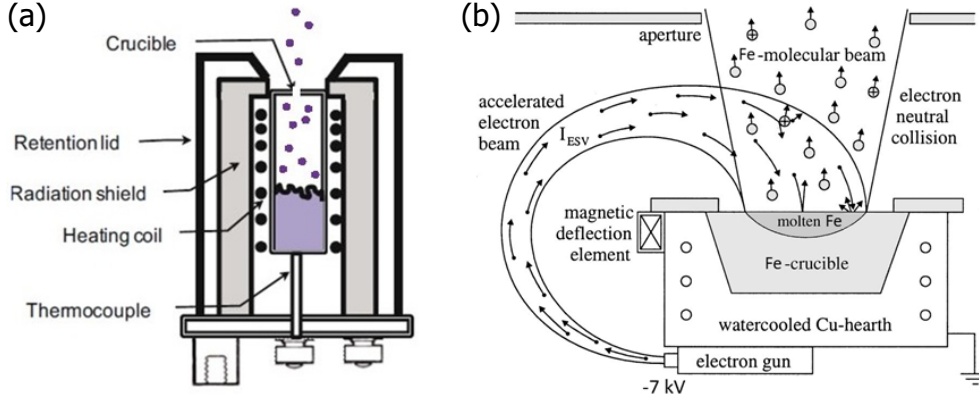 (a)
Crucible
Retention lid
Radiation shield
Heating coil
Thermocouple
(b)
aperture
Fe-molecular beam
accelerated
electron
beam
I_ESV
electron
neutral
collision
magnetic
deflection
element
molten Fe
Fe-crucible
watercooled Cu-hearth
electron gun
-7 kV